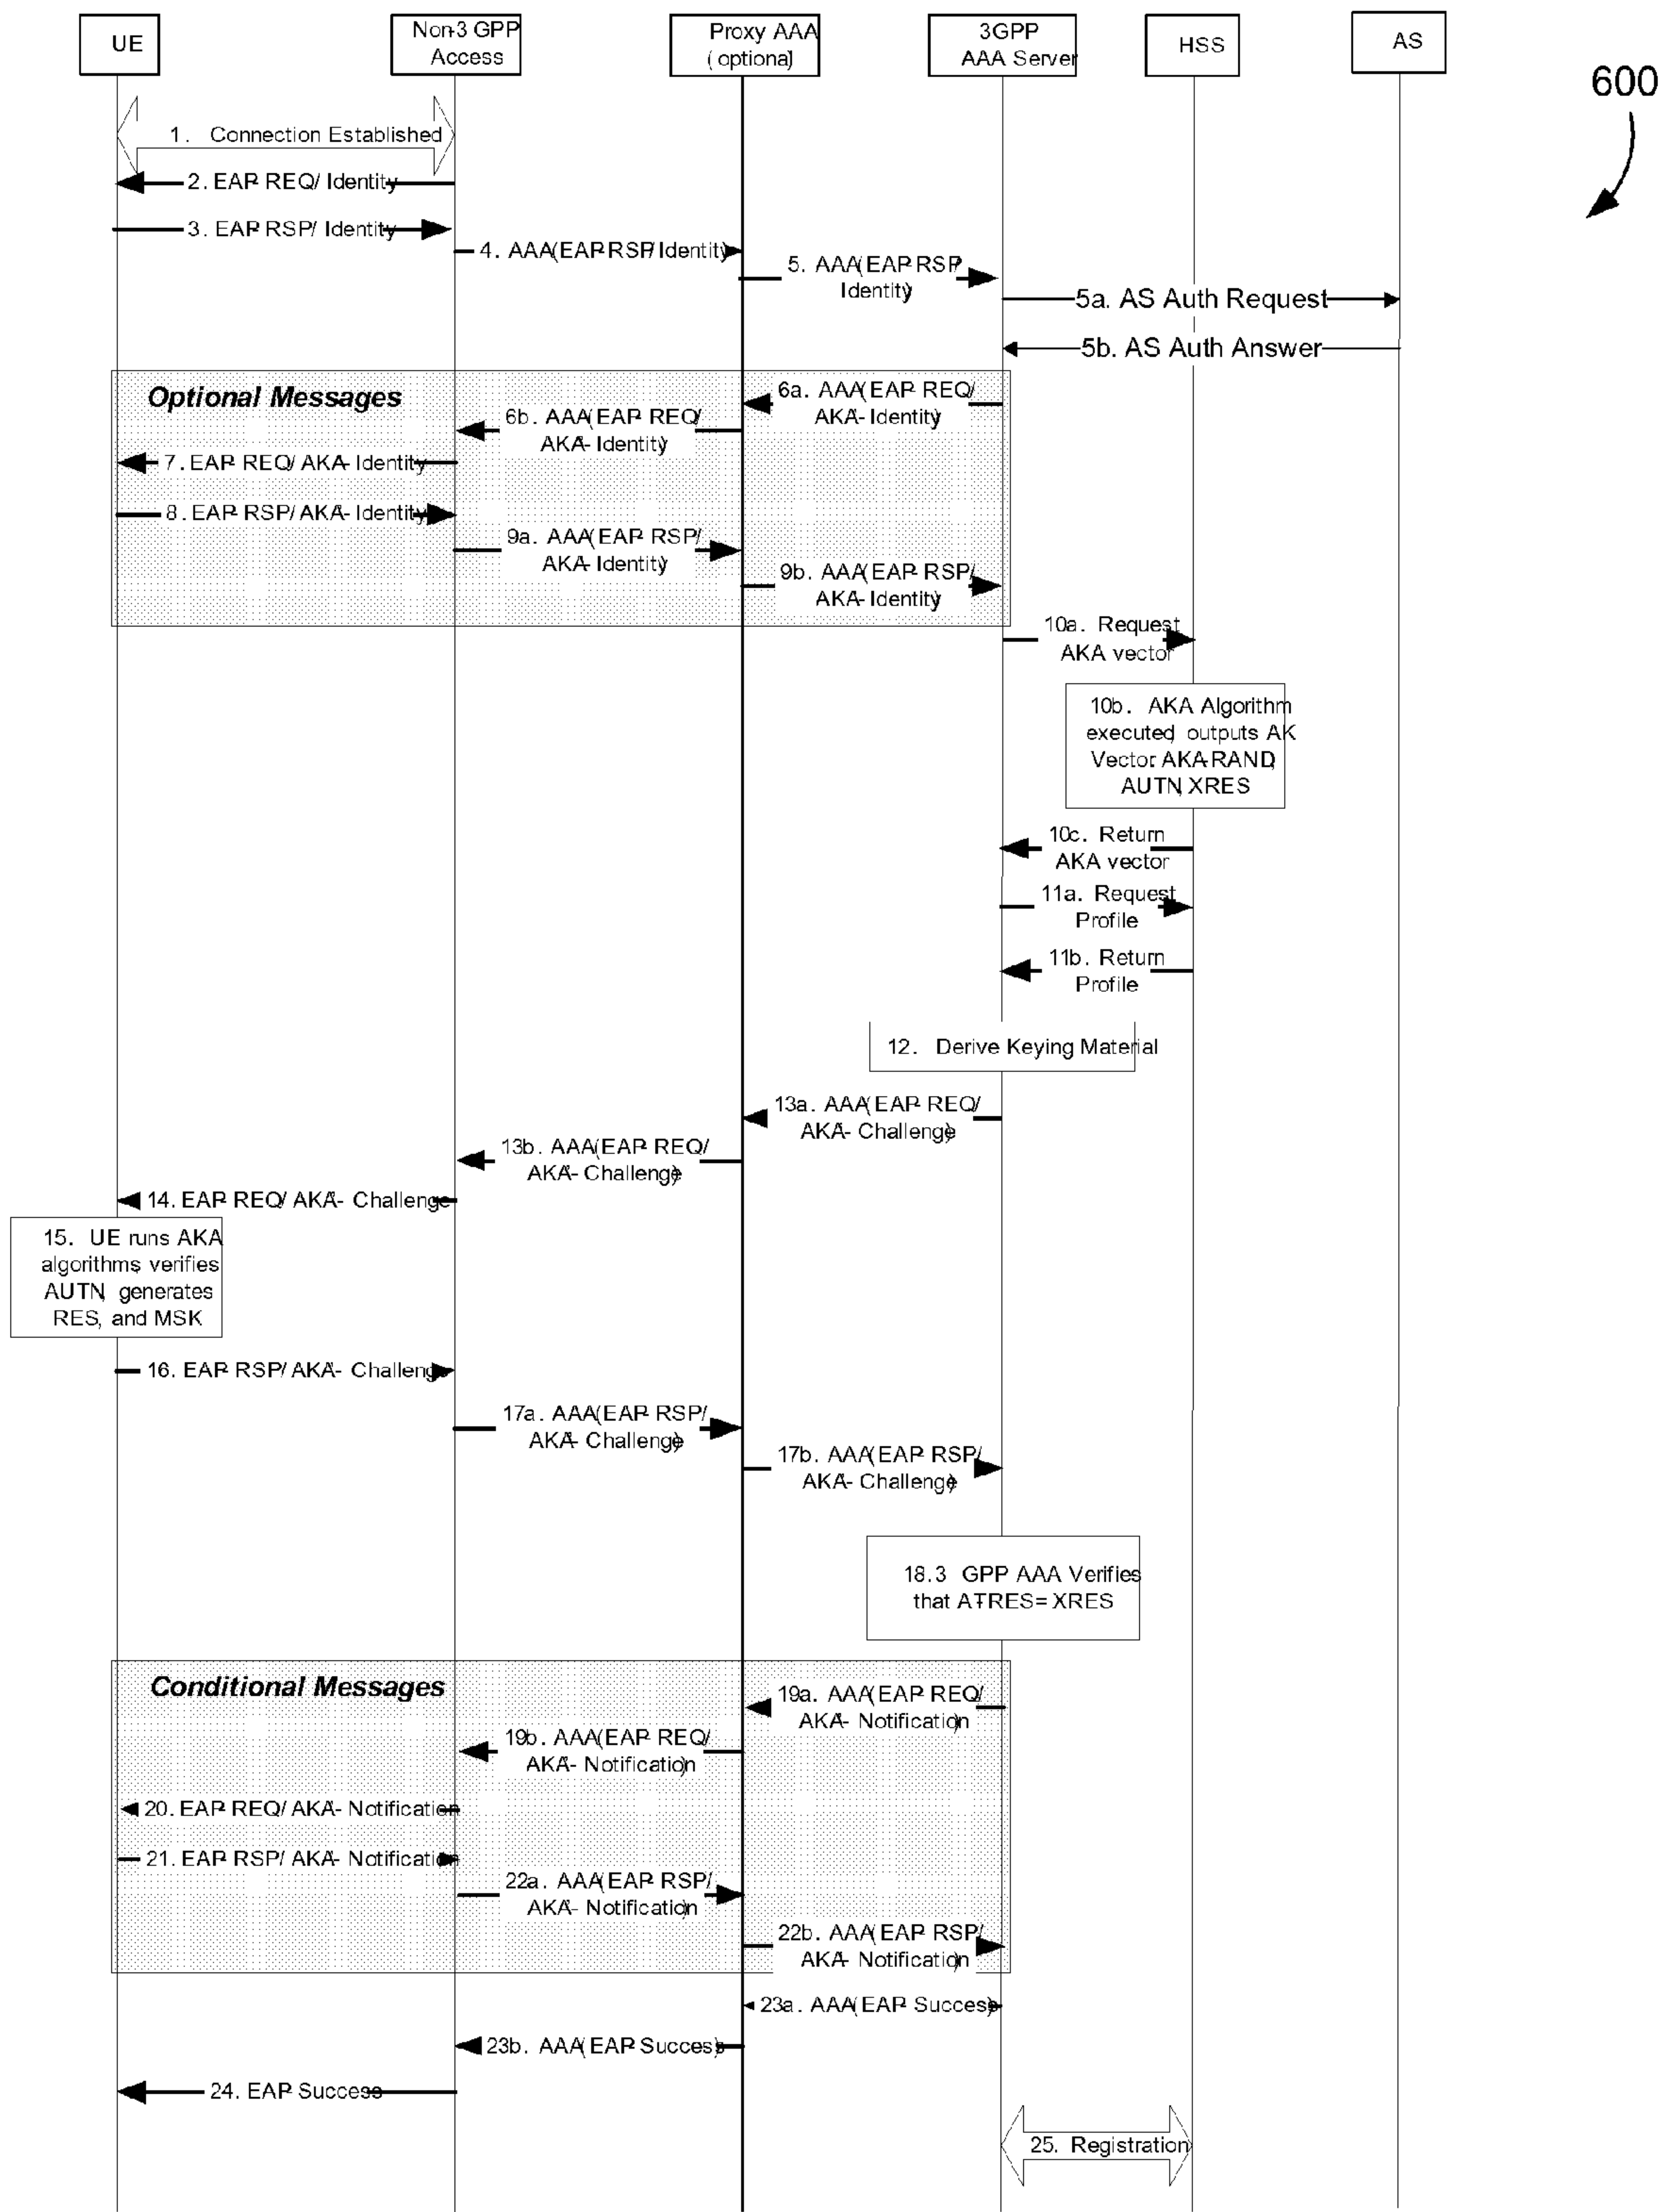 UE
Non-3 GPP
Access
Proxy AAA
(optional)
3GPP
AAA Server
HSS
AS
600
1. Connection Established
2. EAP-REQ/ Identity
3. EAP-RSP/ Identity
4. AAA(EAP-RSP/Identity)
5. AAA(EAP-RSP/
Identity)
5a. AS Auth Request
5b. AS Auth Answer
Optional Messages
6a. AAA(EAP-REQ/
AKA'-Identity)
6b. AAA(EAP-REQ/
AKA'-Identity)
7. EAP-REQ/ AKA'-Identity
8. EAP-RSP/ AKA'-Identity
9a. AAA(EAP-RSP/
AKA'-Identity)
9b. AAA(EAP-RSP/
AKA'-Identity)
10a. Request
AKA vector
10b. AKA Algorithm
executed, outputs AK
Vector: AKA-RAND,
AUTN, XRES
10c. Return
AKA vector
11a. Request
Profile
11b. Return
Profile
12. Derive Keying Material
13a. AAA(EAP-REQ/
AKA'-Challenge)
13b. AAA(EAP-REQ/
AKA'-Challenge)
14. EAP-REQ/ AKA'-Challenge
15. UE runs AKA
algorithms, verifies
AUTN, generates
RES, and MSK
16. EAP-RSP/ AKA'-Challenge
17a. AAA(EAP-RSP/
AKA'-Challenge)
17b. AAA(EAP-RSP/
AKA'-Challenge)
18.3 GPP AAA Verifies
that AT-RES=XRES
Conditional Messages
19a. AAA(EAP-REQ/
AKA'-Notification)
19b. AAA(EAP-REQ/
AKA'-Notification)
20. EAP-REQ/ AKA'-Notification
21. EAP-RSP/ AKA'-Notification
22a. AAA(EAP-RSP/
AKA'-Notification)
22b. AAA(EAP-RSP/
AKA'-Notification)
23a. AAA(EAP-Success)
23b. AAA(EAP-Success)
24. EAP-Success
25. Registration